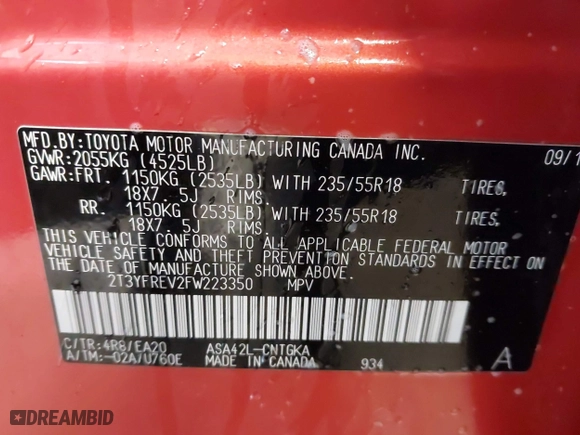 MFD.BY:TOYOTA MOTOR MANUFACTURING CANADA INC. 09/1
GVWR:2055KG (4525LB)
GAWR:FRT. 1150KG (2535LB) WITH 235/55R18 TIRES,
18X7.5J RIMS.
RR. 1150KG (2535LB) WITH 235/55R18 TIRES,
18X7.5J RIMS.
THIS VEHICLE CONFORMS TO ALL APPLICABLE FEDERAL MOTOR
VEHICLE SAFETY AND THEFT PREVENTION STANDARDS IN EFFECT ON
THE DATE OF MANUFACTURE SHOWN ABOVE.
2T3YFREV2FW223350 MPV
C/TR:4R8/EA20 ASA42L-CNTGKA
A/TM:-02A/U760E MADE IN CANADA 934 A
DREAMBID